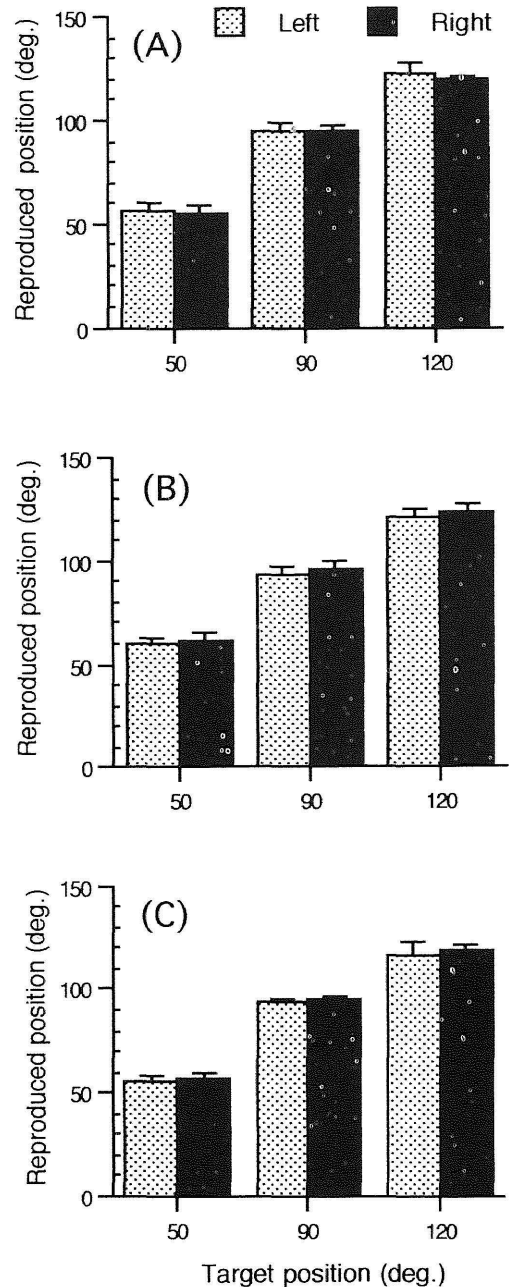 Left Right
(A)
Reproduced position (deg.)
150
100
50
0
50 90 120
(B)
Reproduced position (deg.)
150
100
50
0
50 90 120
(C)
Reproduced position (deg.)
150
100
50
0
50 90 120
Target position (deg.)